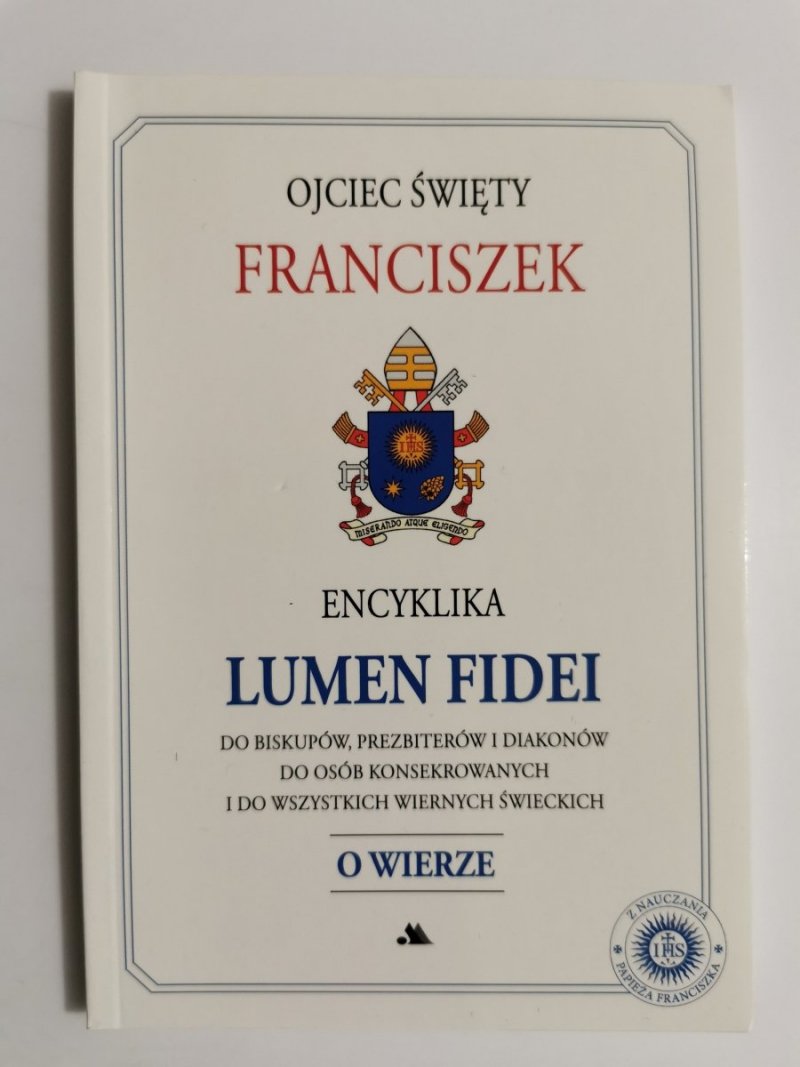 OJCIEC ŚWIĘTY
FRANCISZEK
IHS
MISERANDO ATQUE ELIGENDO
ENCYKLIKA
LUMEN FIDEI
DO BISKUPÓW, PREZBITERÓW I DIAKONÓW
DO OSÓB KONSEKROWANYCH
I DO WSZYSTKICH WIERNYCH ŚWIECKICH
O WIERZE
Z NAUCZANIA
IHS
PAPIEŻA FRANCISZKA